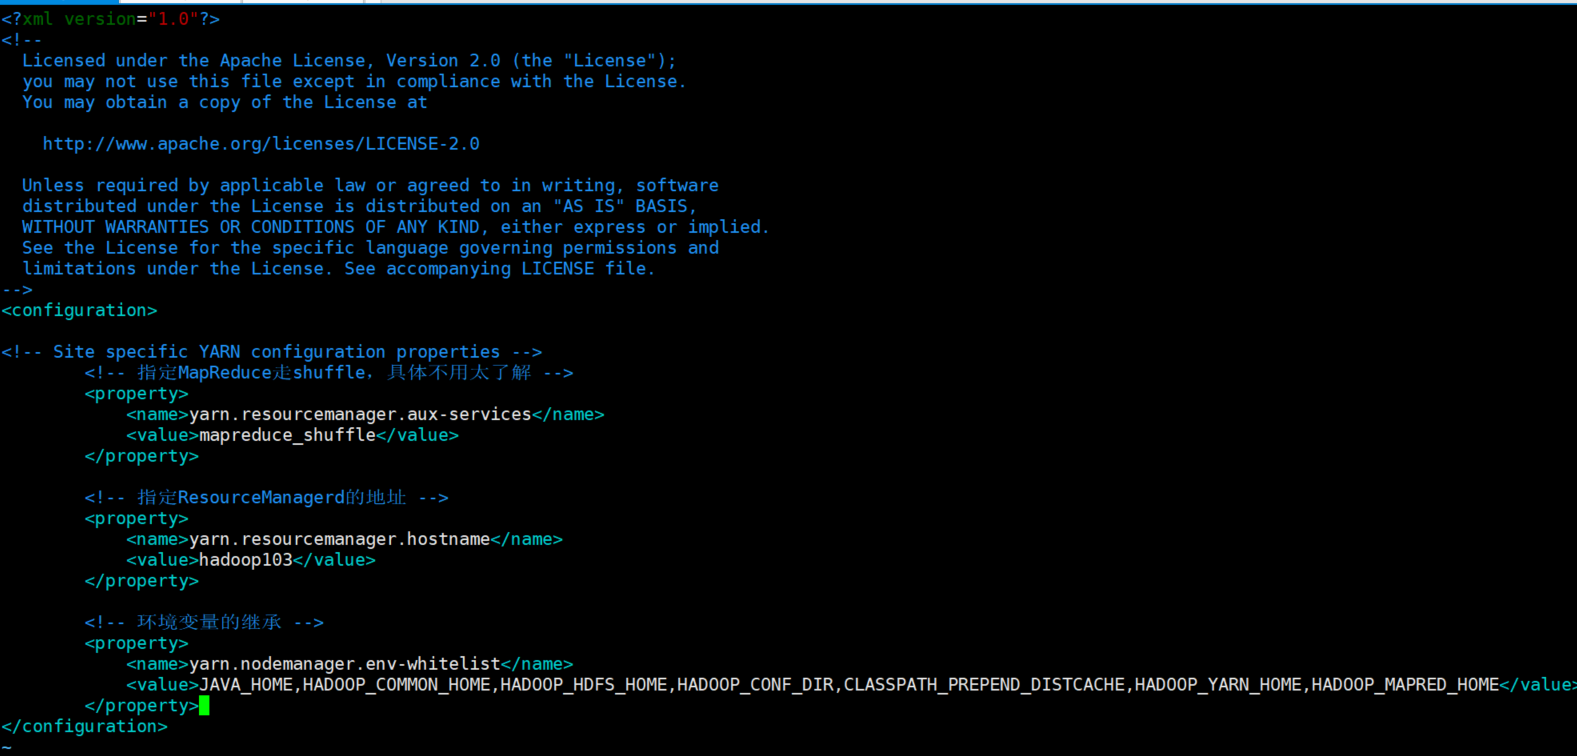 <?xml version="1.0"?>
<!--
  Licensed under the Apache License, Version 2.0 (the "License");
  you may not use this file except in compliance with the License.
  You may obtain a copy of the License at

    http://www.apache.org/licenses/LICENSE-2.0

  Unless required by applicable law or agreed to in writing, software
  distributed under the License is distributed on an "AS IS" BASIS,
  WITHOUT WARRANTIES OR CONDITIONS OF ANY KIND, either express or implied.
  See the License for the specific language governing permissions and
  limitations under the License. See accompanying LICENSE file.
-->
<configuration>

<!-- Site specific YARN configuration properties -->
        <!-- 指定MapReduce走shuffle，具体不用太了解 -->
        <property>
            <name>yarn.resourcemanager.aux-services</name>
            <value>mapreduce_shuffle</value>
        </property>

        <!-- 指定ResourceManagerd的地址 -->
        <property>
            <name>yarn.resourcemanager.hostname</name>
            <value>hadoop103</value>
        </property>

        <!-- 环境变量的继承 -->
        <property>
            <name>yarn.nodemanager.env-whitelist</name>
            <value>JAVA_HOME,HADOOP_COMMON_HOME,HADOOP_HDFS_HOME,HADOOP_CONF_DIR,CLASSPATH_PREPEND_DISTCACHE,HADOOP_YARN_HOME,HADOOP_MAPRED_HOME</value>
        </property>
</configuration>
~